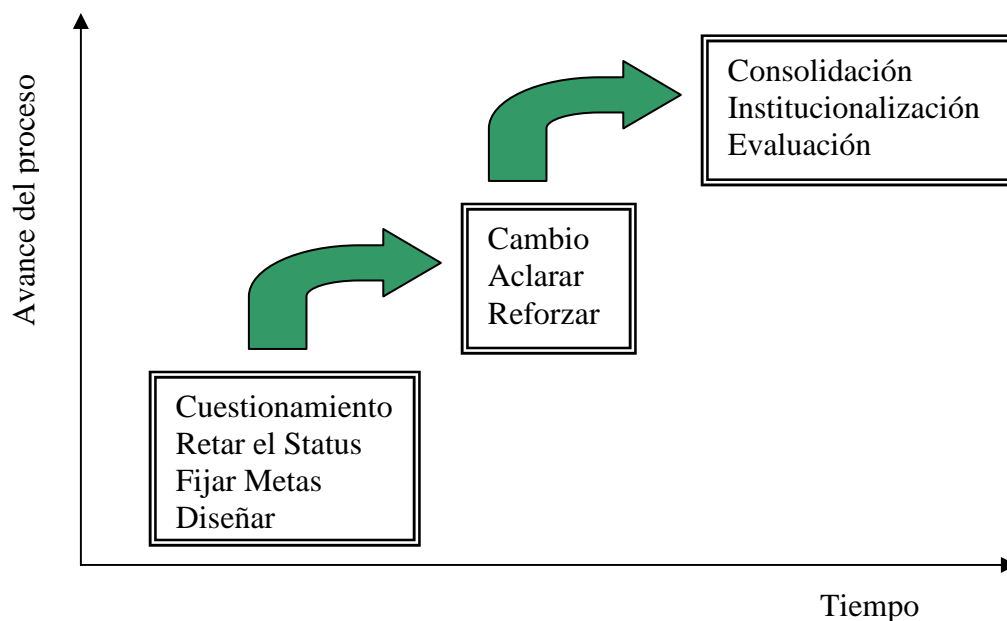 Avance del proceso
Consolidación
Institucionalización
Evaluación
Cambio
Aclarar
Reforzar
Cuestionamiento
Retar el Status
Fijar Metas
Diseñar
Tiempo